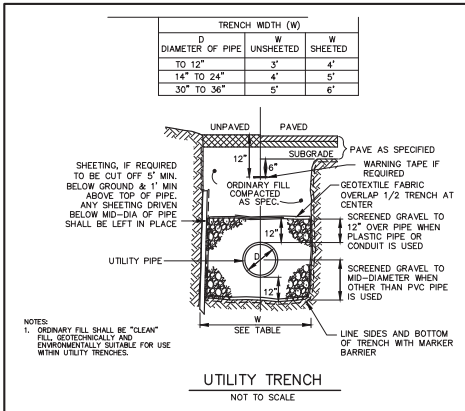 TRENCH WIDTH (W)
D W W
DIAMETER OF PIPE UNSHEETED SHEETED
TO 12" 3' 4'
14" TO 24" 4' 5'
30" TO 36" 5' 6'
UNPAVED PAVED
SUBGRADE
PAVE AS SPECIFIED
12"
6"
WARNING TAPE IF
REQUIRED
SHEETING, IF REQUIRED
TO BE CUT OFF 5' MIN.
BELOW GROUND & 1' MIN
ABOVE TOP OF PIPE.
ANY SHEETING DRIVEN
BELOW MID-DIA OF PIPE
SHALL BE LEFT IN PLACE
ORDINARY FILL
COMPACTED
AS SPEC.
GEOTEXTILE FABRIC
OVERLAP 1/2 TRENCH AT
CENTER
SCREENED GRAVEL TO
12" OVER PIPE WHEN
PLASTIC PIPE OR
CONDUIT IS USED
12"
UTILITY PIPE
D
SCREENED GRAVEL TO
MID-DIAMETER WHEN
OTHER THAN PVC PIPE
IS USED
12"
W
SEE TABLE
LINE SIDES AND BOTTOM
OF TRENCH WITH MARKER
BARRIER
NOTES:
1. ORDINARY FILL SHALL BE "CLEAN"
FILL, GEOTECHNICALLY AND
ENVIRONMENTALLY SUITABLE FOR USE
WITHIN UTILITY TRENCHES.
UTILITY TRENCH
NOT TO SCALE